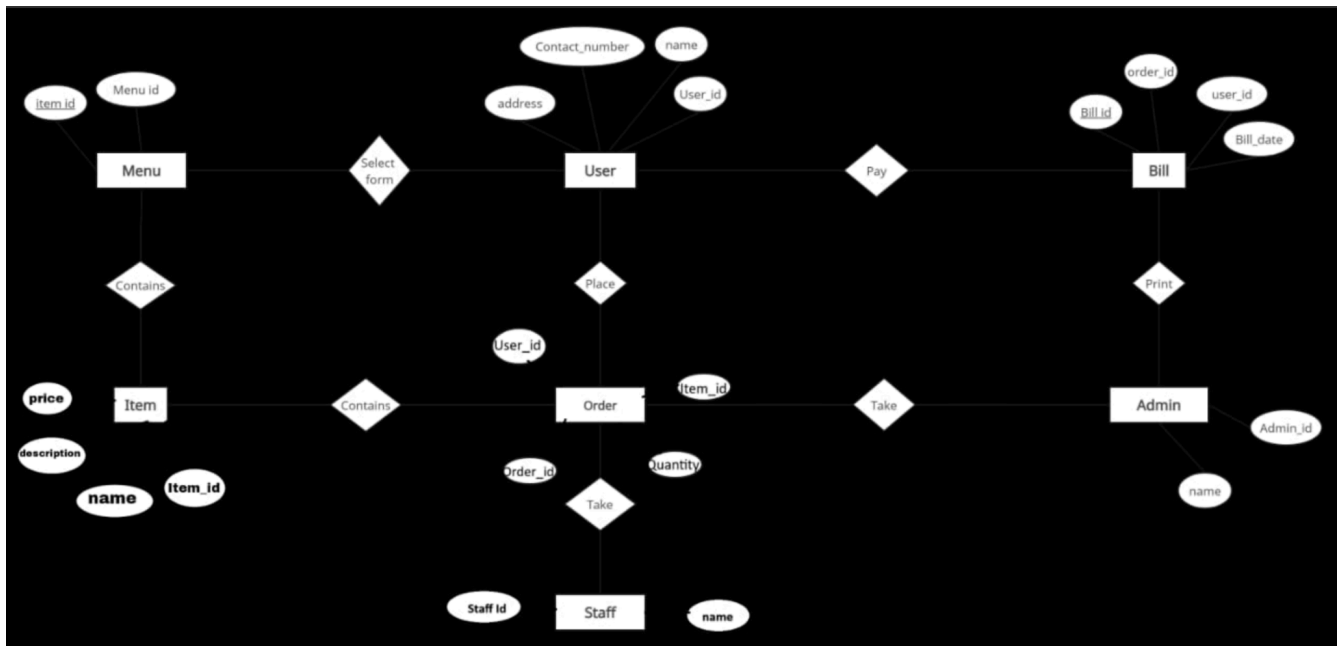 Contact_number
name
order_id
item id
Menu id
address
User_id
Bill id
user_id
Bill_date
Menu
Select
form
User
Pay
Bill
Contains
Place
Print
User_id
price
Item
Contains
Order
Item_id
Take
Admin
Admin_id
description
name
Item_id
Order_id
Quantity
Take
name
Staff Id
Staff
name